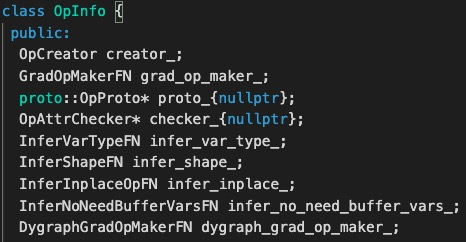 class OpInfo {
public:
OpCreator creator_;
GradOpMakerFN grad_op_maker_;
proto::OpProto* proto_{nullptr};
OpAttrChecker* checker_{nullptr};
InferVarTypeFN infer_var_type_;
InferShapeFN infer_shape_;
InferInplaceOpFN infer_inplace_;
InferNoNeedBufferVarsFN infer_no_need_buffer_vars_;
DygraphGradOpMakerFN dygraph_grad_op_maker_;